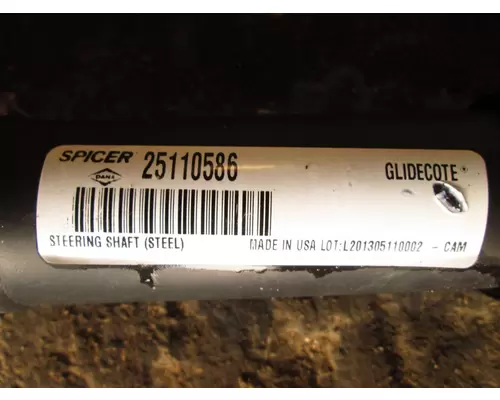 SPICER 25110586 GLIDECOTE®
DANA
STEERING SHAFT (STEEL) MADE IN USA LOT:L201305110002 - CAM